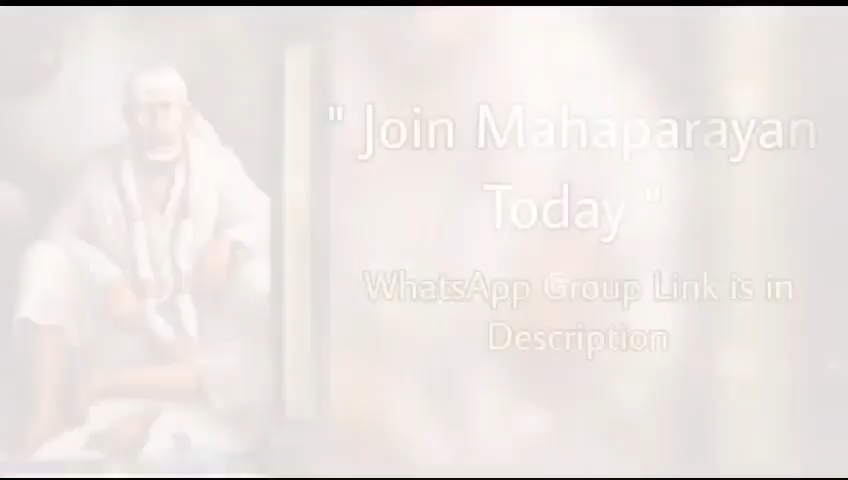 " Join Mahaparayan
Today "
WhatsApp Group Link is in
Description